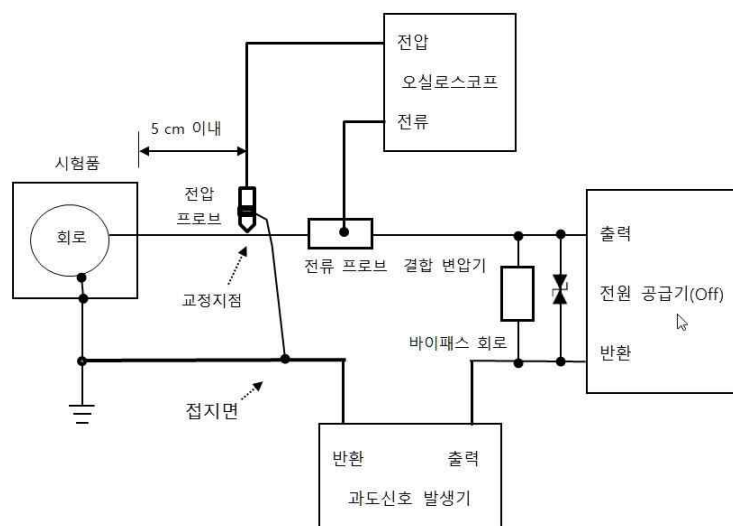 전압
오실로스코프
전류
5 cm 이내
시험품
전압
프로브
회로
출력
전류 프로브
결합 변압기
전원 공급기(Off)
교정지점
바이패스 회로
반환
접지면
반환
출력
과도신호 발생기